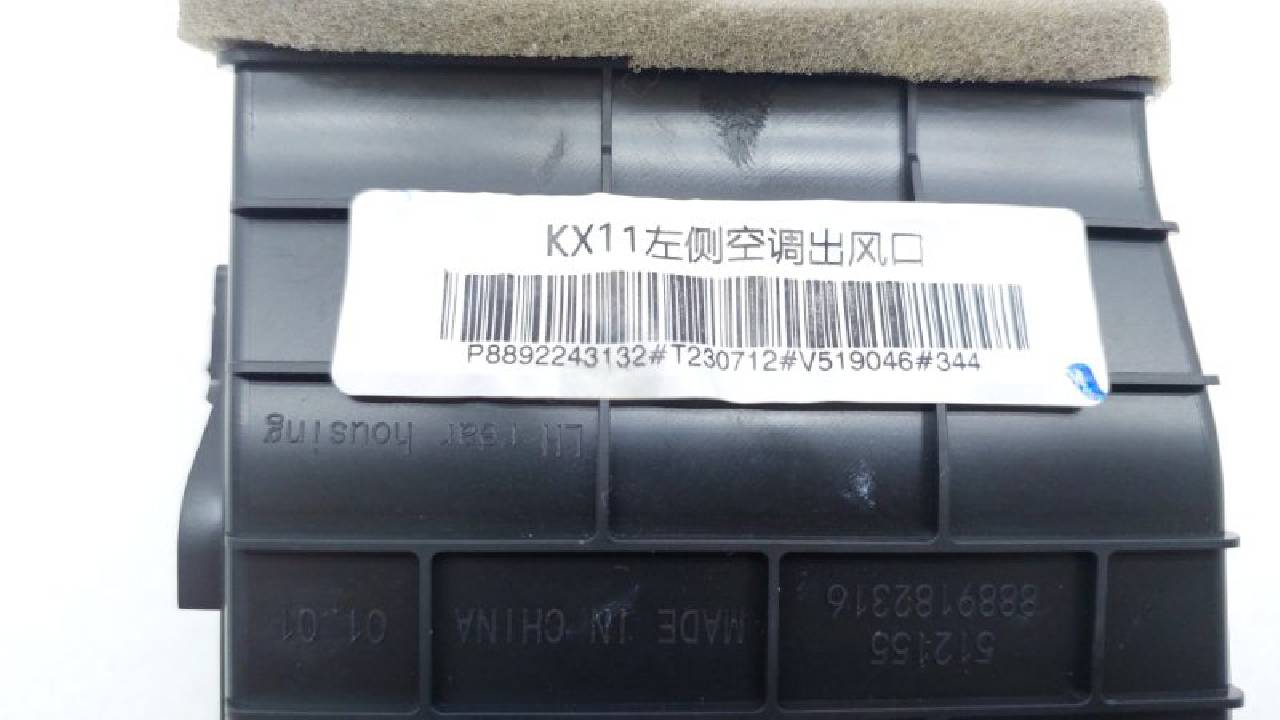 KX11左侧空调出风口
P8892243132#T230712#V519046#344
LH rear housing
512455
8889182316
MADE IN CHINA
01.01